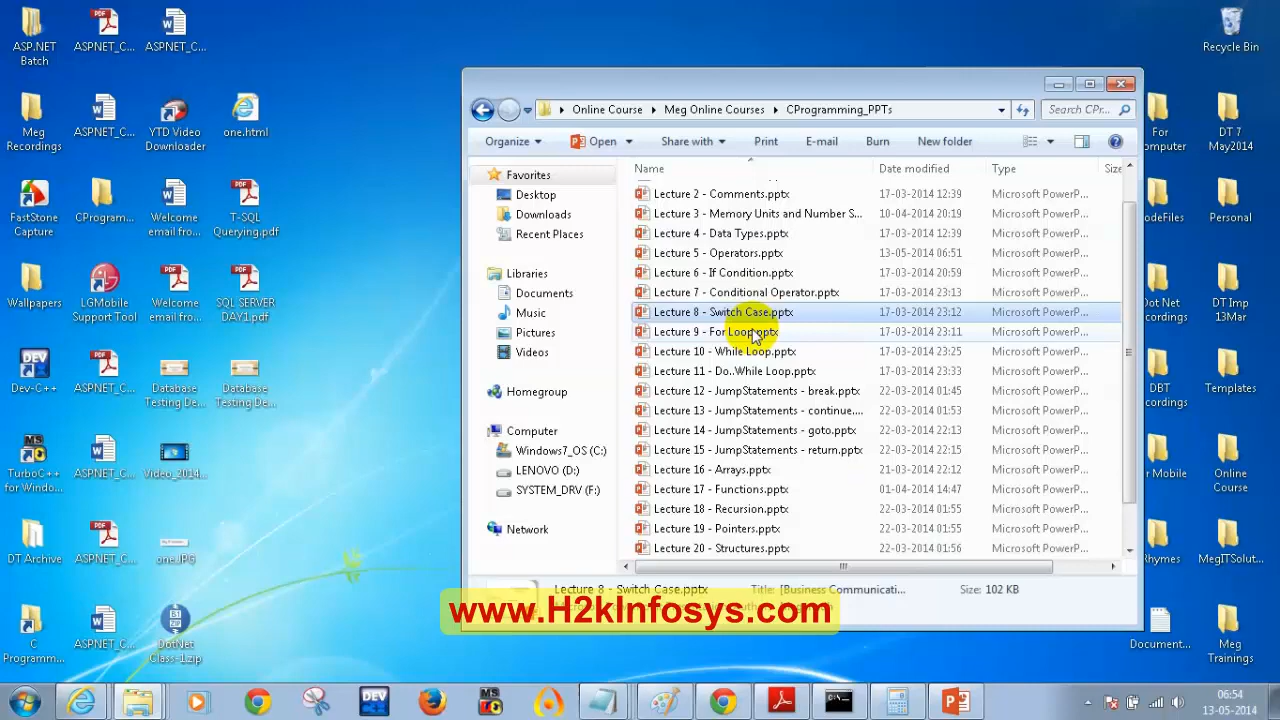 ASP.NET Batch
ASPNET_C...
ASPNET_C...
Meg Recordings
ASPNET_C...
YTD Video Downloader
one.html
FastStone Capture
CProgram...
Welcome email fro...
T-SQL Querying.pdf
Wallpapers
LGMobile Support Tool
Welcome email fro...
SQL SERVER DAY1.pdf
Dev-C++
ASPNET_C...
Database Testing De...
Database Testing De...
TurboC++ for Windo...
ASPNET_C...
Video_2014...
DT Archive
ASPNET_C...
one.JPG
C Programm...
ASPNET_C...
DotNet Class-1.zip
Online Course
Meg Online Courses
CProgramming_PPTs
Search CPr...
Organize
Open
Share with
Print
E-mail
Burn
New folder
Favorites
Desktop
Downloads
Recent Places
Libraries
Documents
Music
Pictures
Videos
Homegroup
Computer
Windows7_OS (C:)
LENOVO (D:)
SYSTEM_DRV (F:)
Network
Name Date modified Type Size
Lecture 2 - Comments.pptx 17-03-2014 12:39 Microsoft PowerP...
Lecture 3 - Memory Units and Number S... 10-04-2014 20:19 Microsoft PowerP...
Lecture 4 - Data Types.pptx 17-03-2014 12:39 Microsoft PowerP...
Lecture 5 - Operators.pptx 13-05-2014 06:51 Microsoft PowerP...
Lecture 6 - If Condition.pptx 17-03-2014 20:59 Microsoft PowerP...
Lecture 7 - Conditional Operator.pptx 17-03-2014 23:13 Microsoft PowerP...
Lecture 8 - Switch Case.pptx 17-03-2014 23:12 Microsoft PowerP...
Lecture 9 - For Loop.pptx 17-03-2014 23:11 Microsoft PowerP...
Lecture 10 - While Loop.pptx 17-03-2014 23:25 Microsoft PowerP...
Lecture 11 - Do..While Loop.pptx 17-03-2014 23:33 Microsoft PowerP...
Lecture 12 - JumpStatements - break.pptx 22-03-2014 01:45 Microsoft PowerP...
Lecture 13 - JumpStatements - continue.... 22-03-2014 01:53 Microsoft PowerP...
Lecture 14 - JumpStatements - goto.pptx 22-03-2014 22:13 Microsoft PowerP...
Lecture 15 - JumpStatements - return.pptx 22-03-2014 22:15 Microsoft PowerP...
Lecture 16 - Arrays.pptx 21-03-2014 22:12 Microsoft PowerP...
Lecture 17 - Functions.pptx 01-04-2014 14:47 Microsoft PowerP...
Lecture 18 - Recursion.pptx 22-03-2014 01:55 Microsoft PowerP...
Lecture 19 - Pointers.pptx 22-03-2014 01:55 Microsoft PowerP...
Lecture 20 - Structures.pptx 22-03-2014 01:56 Microsoft PowerP...
Lecture 8 - Switch Case.pptx Title: [Business Communicati... Size: 102 KB
www.H2kInfosys.com
Recycle Bin
For
DT 7 May2014
Personal
Dot Net
DT Imp 13Mar
DBT
Templates
Online Course
Rhymes
MegITSolut...
Document...
Meg Trainings
06:54
13-05-2014